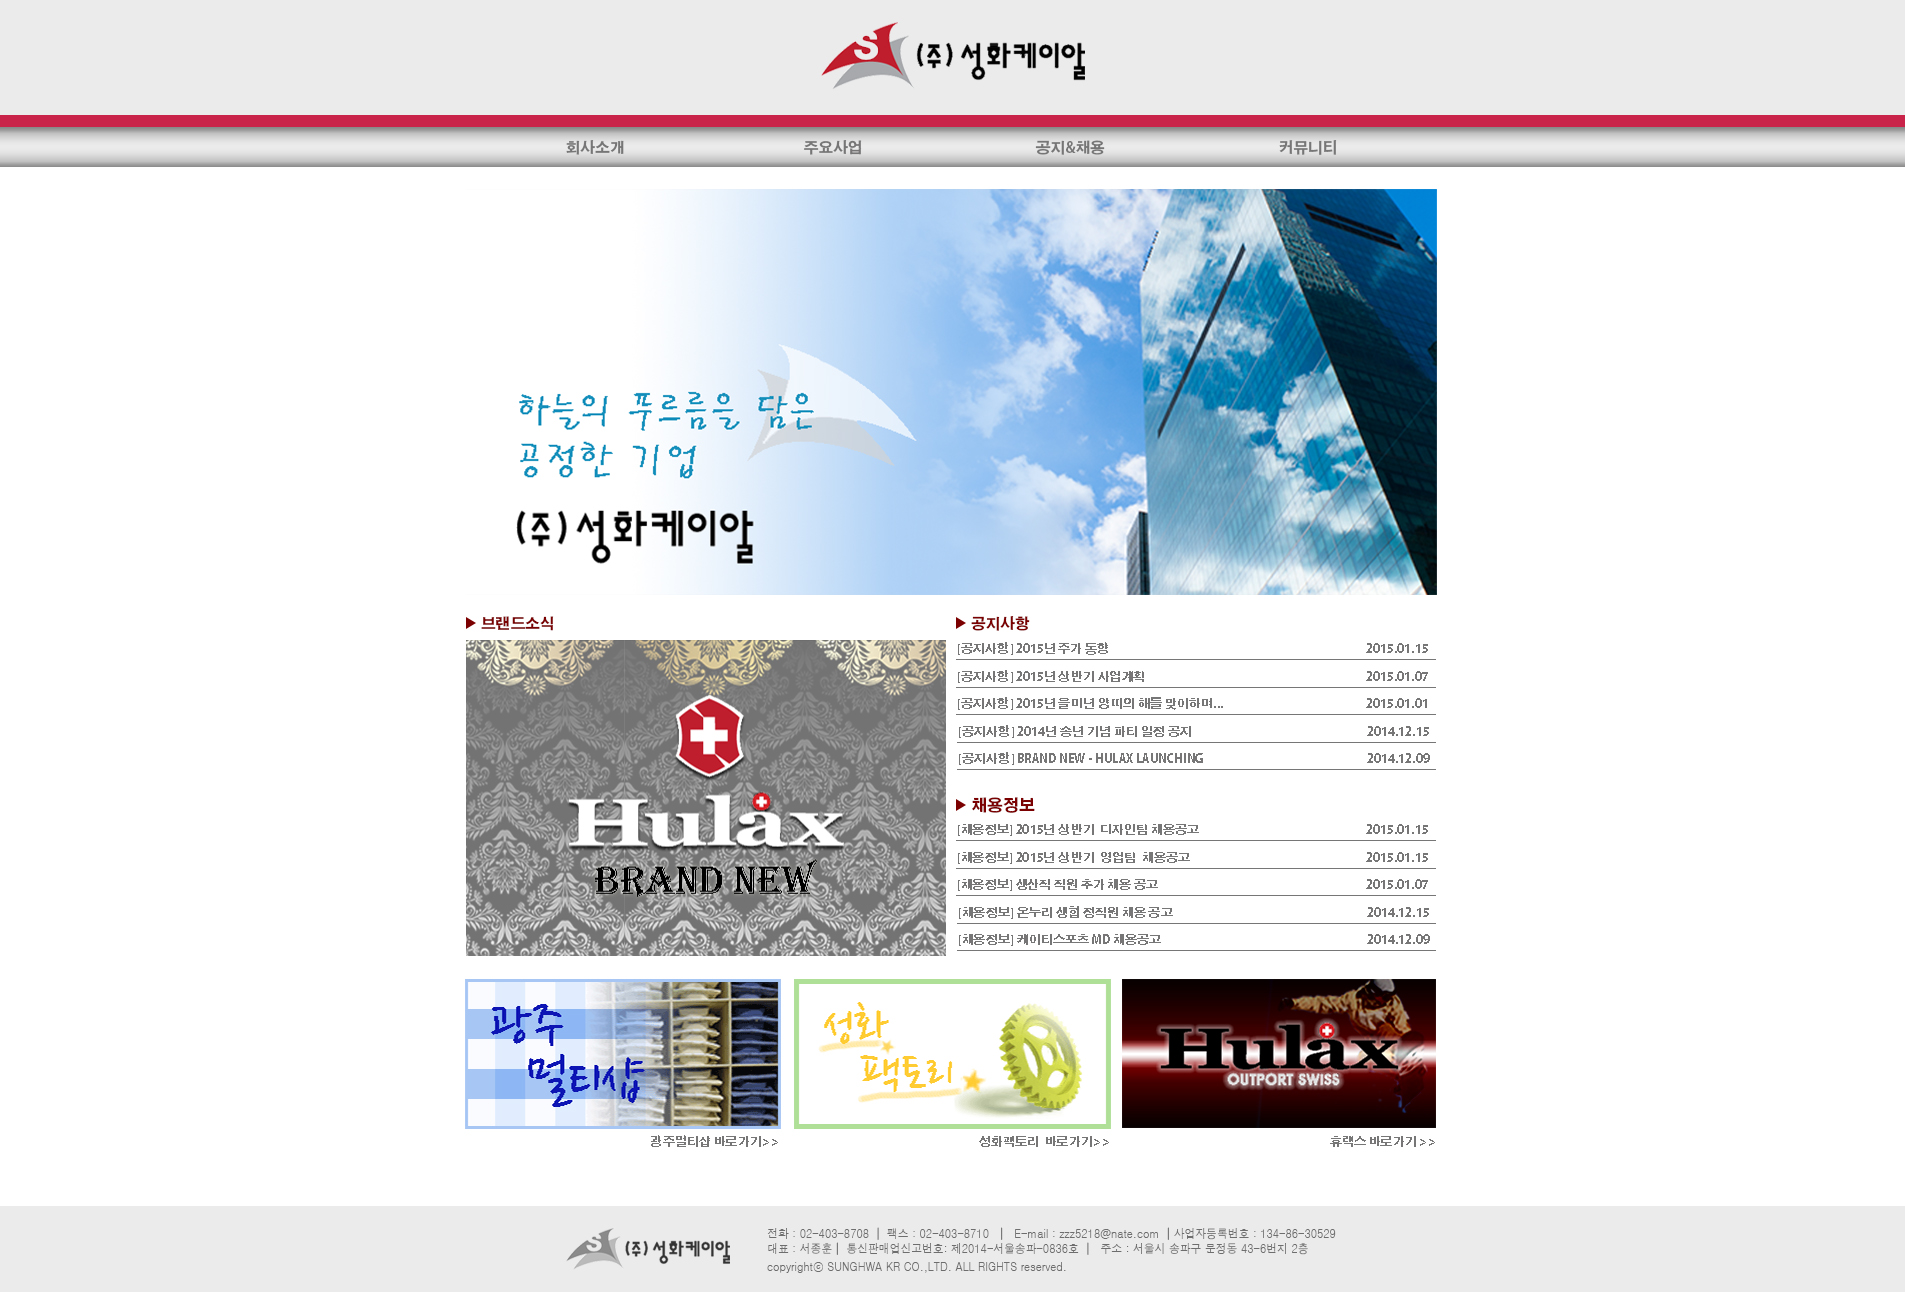 (주) 성화케이알
회사소개 주요사업 공지&채용 커뮤니티
하늘의 푸르름을 담은
공정한 기업
(주) 성화케이알
▶ 브랜드소식
Hulax
BRAND NEW
▶ 공지사항
[공지사항] 2015년 주가 동향 2015.01.15
[공지사항] 2015년 상반기 사업계획 2015.01.07
[공지사항] 2015년 을미년 양띠의 해를 맞이하며... 2015.01.01
[공지사항] 2014년 송년 기념 파티 일정 공지 2014.12.15
[공지사항] BRAND NEW - HULAX LAUNCHING 2014.12.09
▶ 채용정보
[채용정보] 2015년 상반기 디자인팀 채용공고 2015.01.15
[채용정보] 2015년 상반기 영업팀 채용공고 2015.01.15
[채용정보] 생산직 직원 추가 채용 공고 2015.01.07
[채용정보] 온누리 생협 정직원 채용 공고 2014.12.15
[채용정보] 케이티스포츠 MD 채용공고 2014.12.09
광주
멀티샵
광주멀티샵 바로가기>>
성화
팩토리
성화팩토리 바로가기>>
Hulax
OUTPORT SWISS
휴랙스 바로가기 >>
(주) 성화케이알
전화 : 02-403-8708 | 팩스 : 02-403-8710 | E-mail : zzz5218@nate.com | 사업자등록번호 : 134-86-30529
대표 : 서종훈 | 통신판매업신고번호: 제2014-서울송파-0836호 | 주소 : 서울시 송파구 문정동 43-6번지 2층
copyrightⓒ SUNGHWA KR CO.,LTD. ALL RIGHTS reserved.